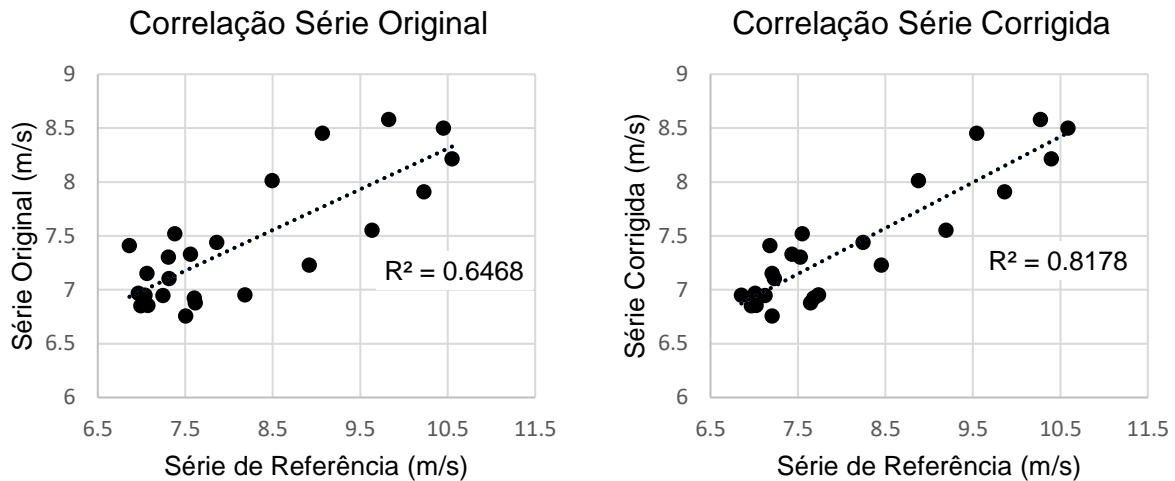 Correlação Série Original
9
8.5
8
7.5
7
6.5
6
Série Original (m/s)
R² = 0.6468
6.5 7.5 8.5 9.5 10.5 11.5
Série de Referência (m/s)
Correlação Série Corrigida
9
8.5
8
7.5
7
6.5
6
Série Corrigida (m/s)
R² = 0.8178
6.5 7.5 8.5 9.5 10.5 11.5
Série de Referência (m/s)